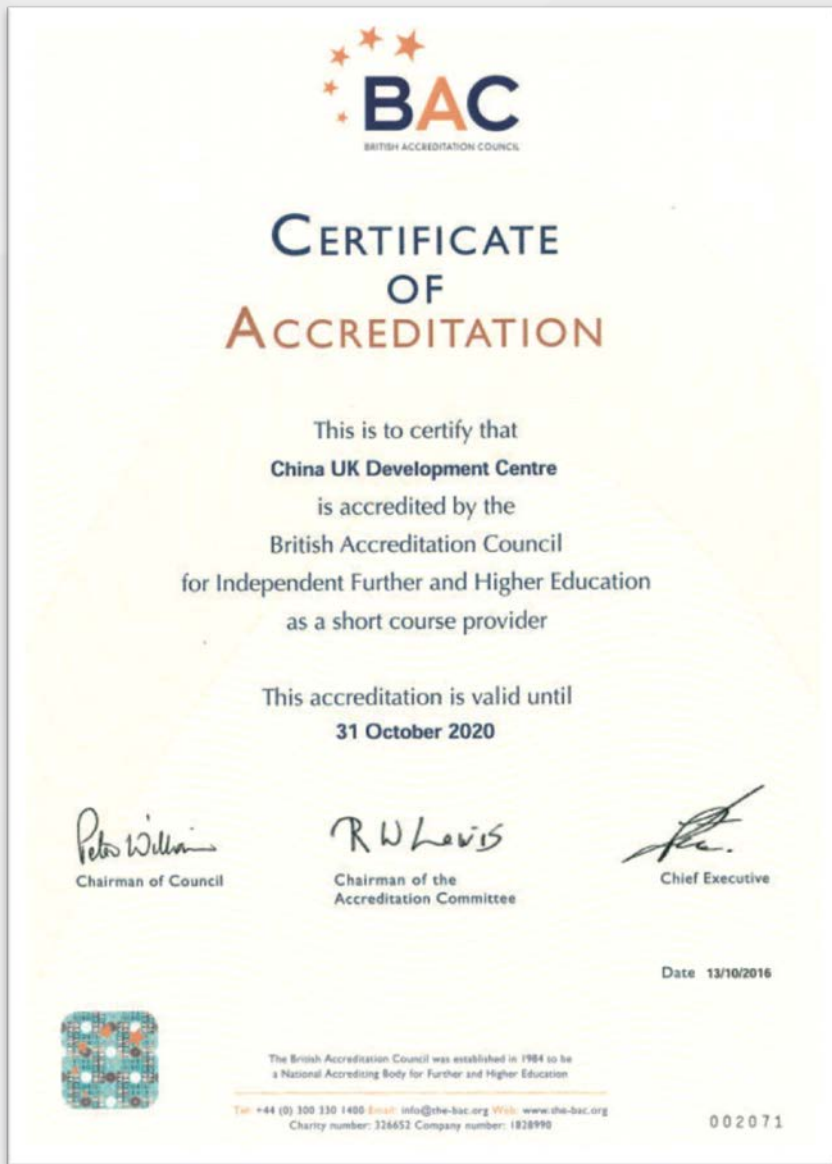 BAC
BRITISH ACCREDITATION COUNCIL
CERTIFICATE
OF
ACCREDITATION
This is to certify that
China UK Development Centre
is accredited by the
British Accreditation Council
for Independent Further and Higher Education
as a short course provider
This accreditation is valid until
31 October 2020
Peter Williams
R W Lewis
Chairman of Council
Chairman of the
Accreditation Committee
Chief Executive
Date 13/10/2016
The British Accreditation Council was established in 1984 to be
a National Accrediting Body for Further and Higher Education
Tel: +44 (0) 300 330 1400 Email: info@the-bac.org Web: www.the-bac.org
Charity number: 326652 Company number: 1828990
002071